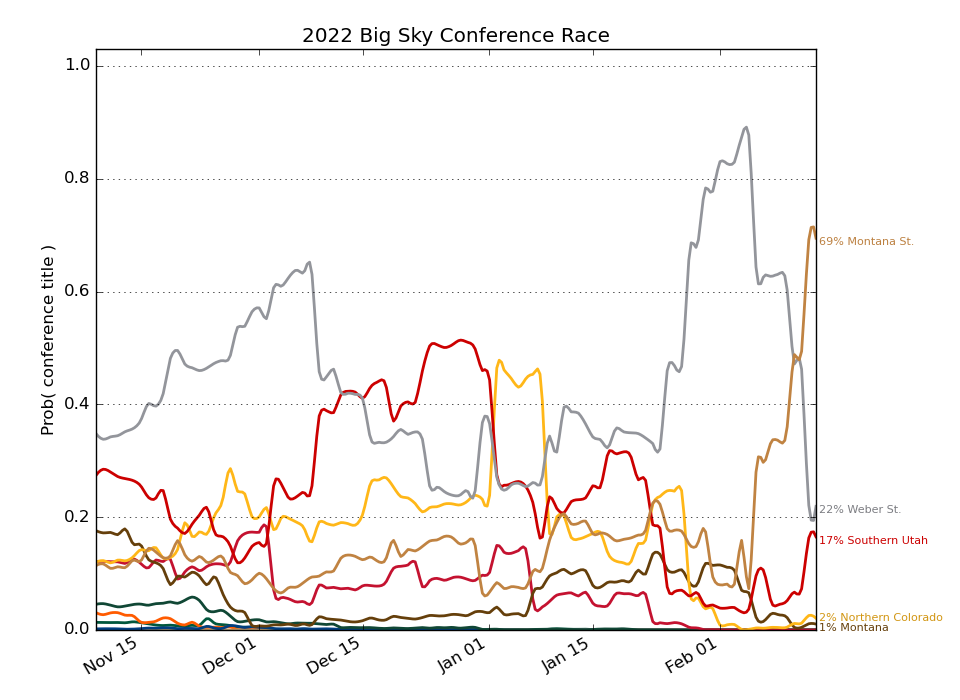 2022 Big Sky Conference Race
Prob( conference title )
1.0
0.8
0.6
0.4
0.2
0.0
Nov 15
Dec 01
Dec 15
Jan 01
Jan 15
Feb 01
69% Montana St.
22% Weber St.
17% Southern Utah
2% Northern Colorado
1% Montana